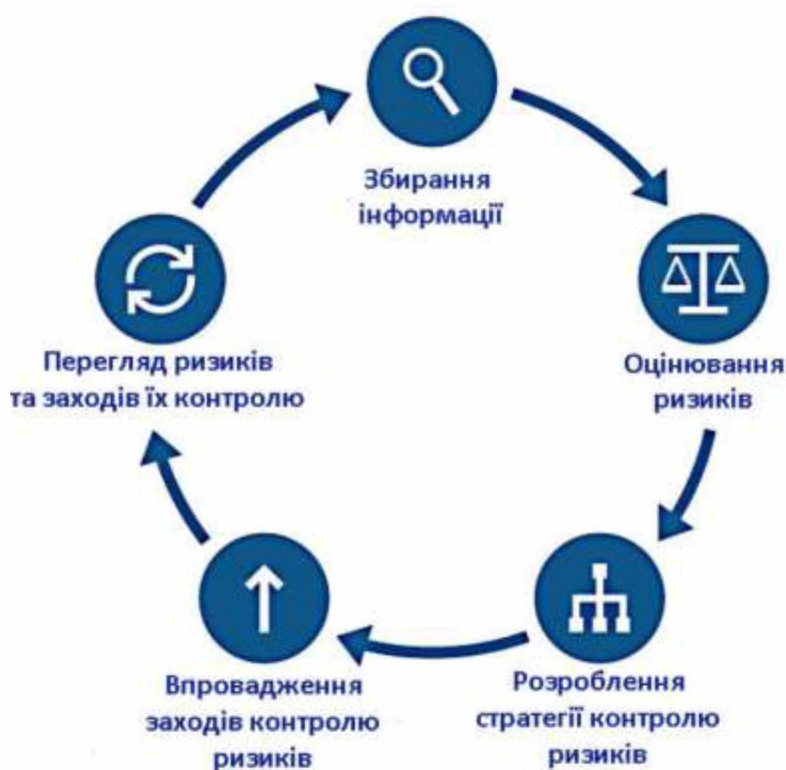 Збирання
інформації
Оцінювання
ризиків
Розроблення
стратегії контролю
ризиків
Впровадження
заходів контролю
ризиків
Перегляд ризиків
та заходів їх контролю